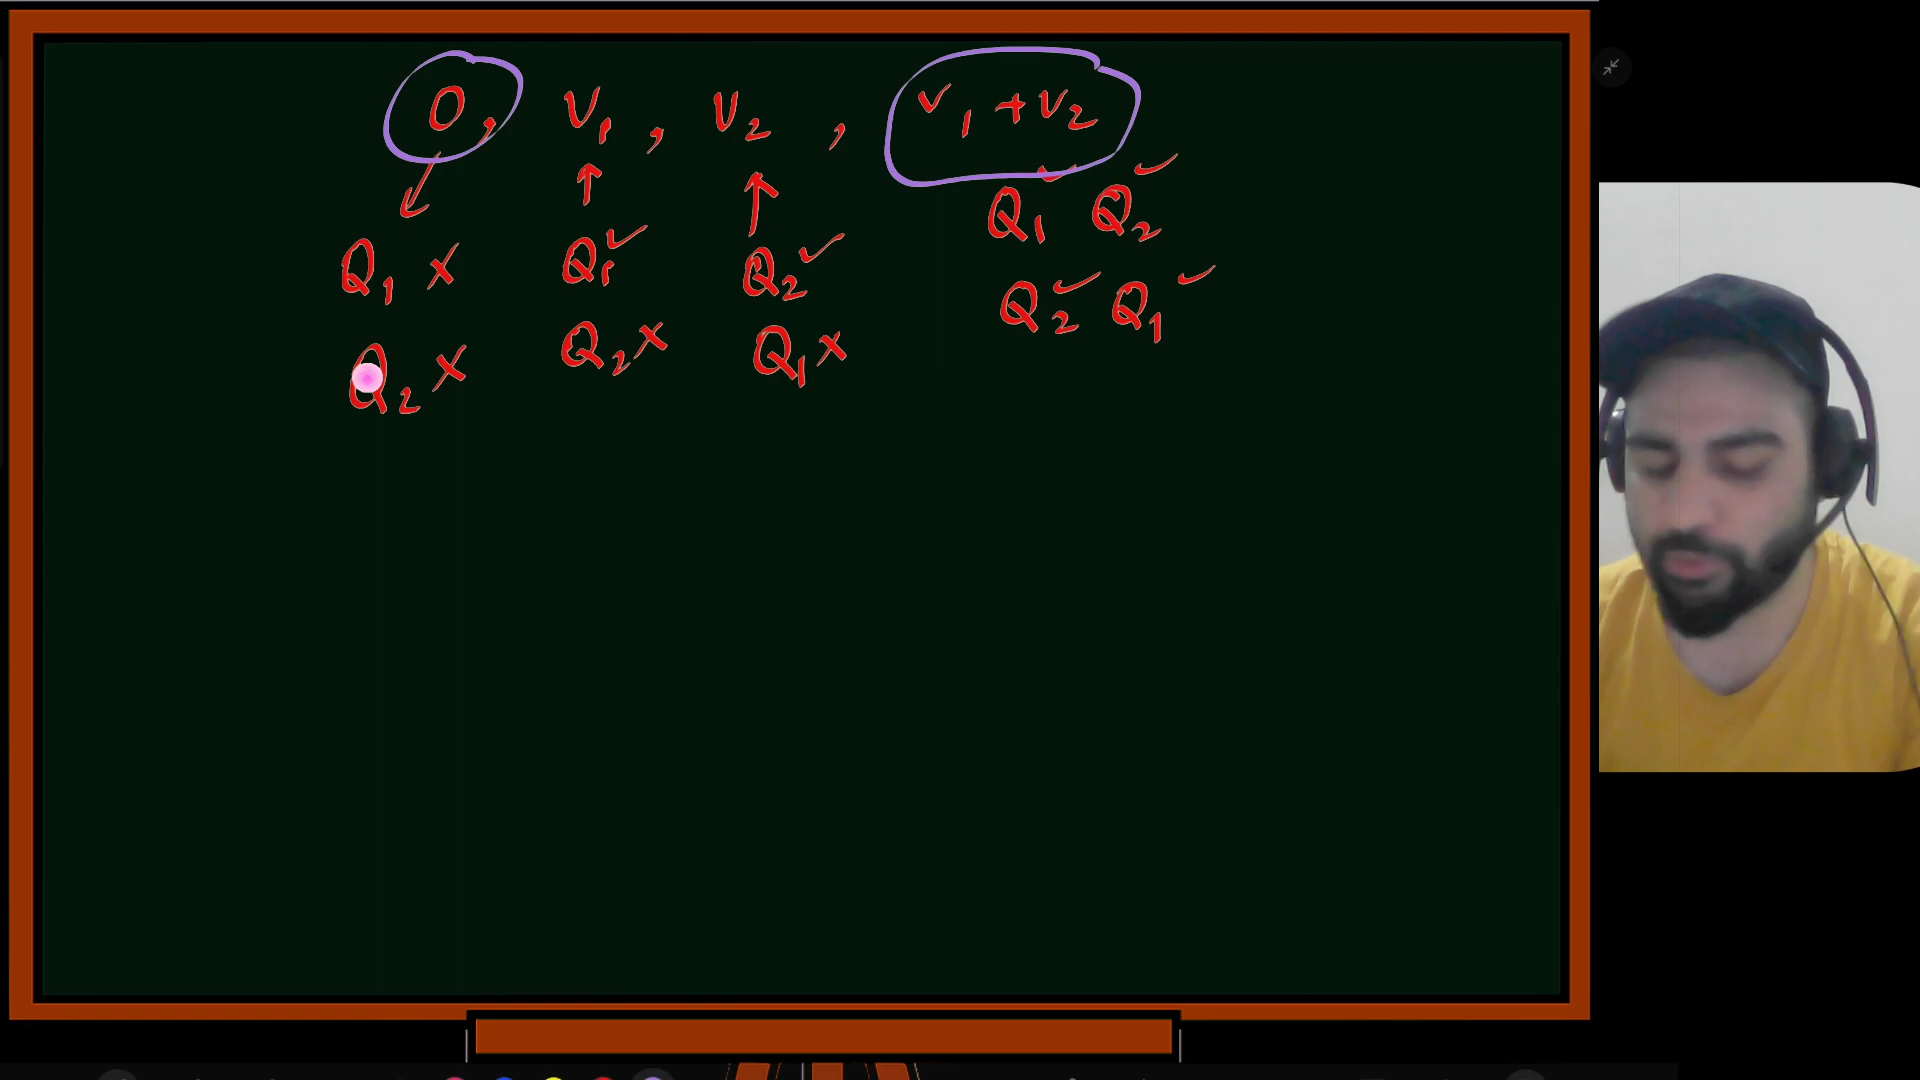 0, V₁, V₂, v₁+v₂
↙ ↑ ↑ Q₁ ✓ Q₂ ✓
Q₁ × Q₁ ✓ Q₂ ✓ Q₂ ✓ Q₁ ✓
Q₂ × Q₂ × Q₁ ×